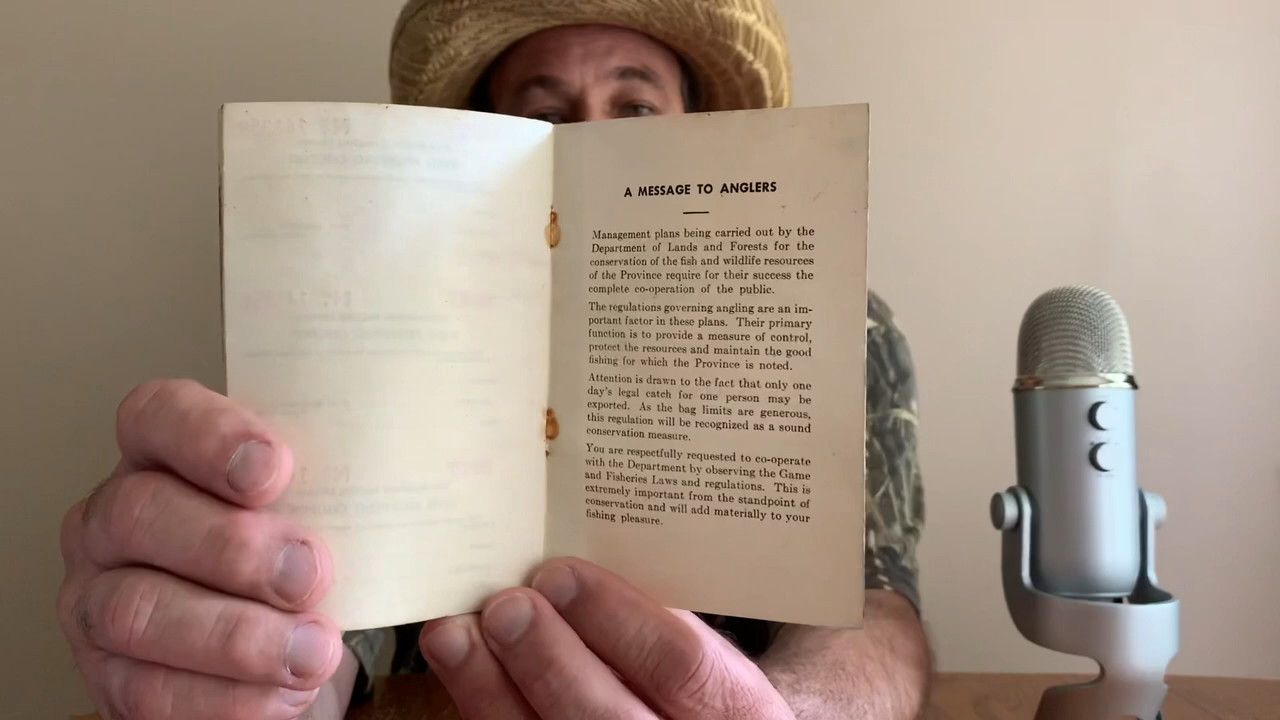 A MESSAGE TO ANGLERS
Management plans being carried out by the
Department of Lands and Forests for the
conservation of the fish and wildlife resources
of the Province require for their success the
complete co-operation of the public.
The regulations governing angling are an im-
portant factor in these plans. Their primary
function is to provide a measure of control,
protect the resources and maintain the good
fishing for which the Province is noted.
Attention is drawn to the fact that only one
day's legal catch for one person may be
exported. As the bag limits are generous,
this regulation will be recognized as a sound
conservation measure.
You are respectfully requested to co-operate
with the Department by observing the Game
and Fisheries Laws and regulations. This is
extremely important from the standpoint of
conservation and will add materially to your
fishing pleasure.